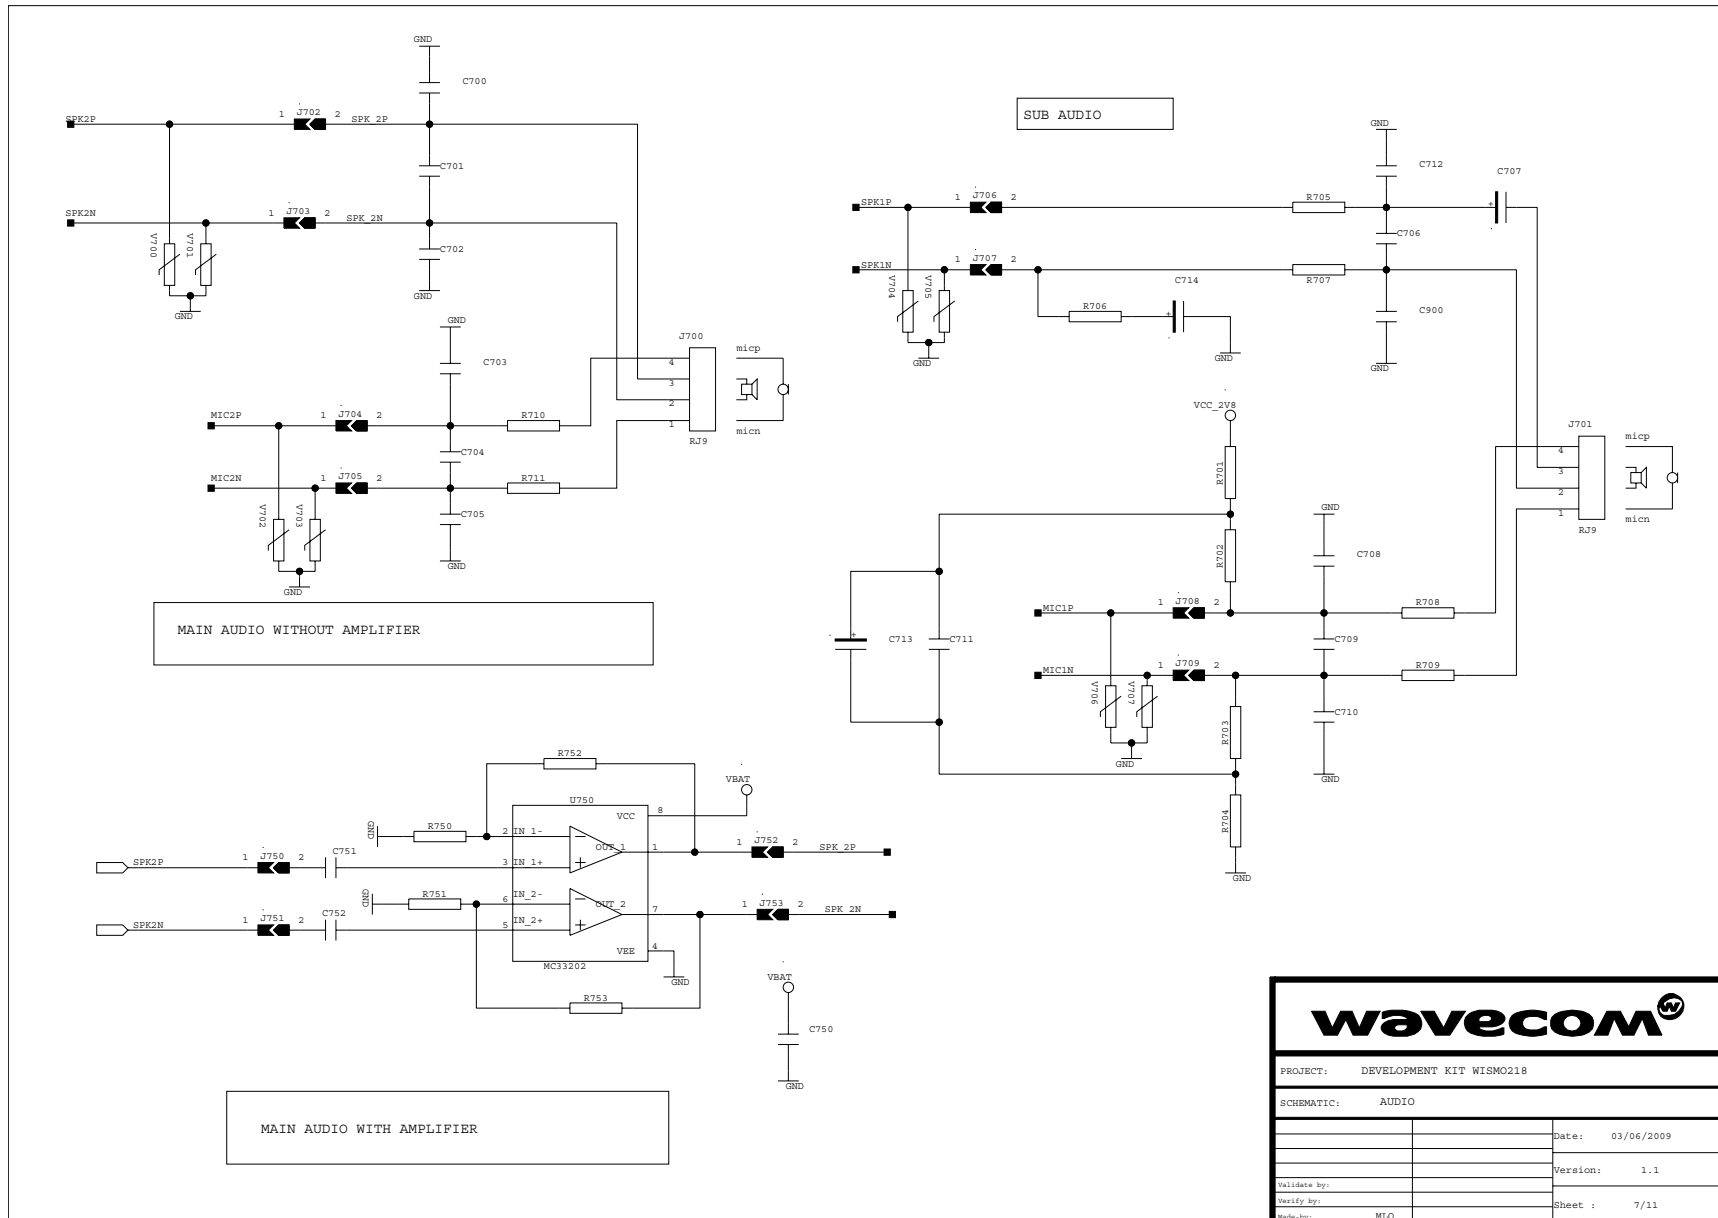 GND
C700
J702
1 2
SPK2P
SPK_2P
C701
J703
1 2
SPK2N
SPK_2N
C702
V700
V701
GND
GND
GND
C703
J700
micp
4
3
2
1
micn
RJ9
MIC2P
1 J704 2
R710
C704
MIC2N
1 J705 2
R711
C705
V702
V703
GND
GND
MAIN AUDIO WITHOUT AMPLIFIER
SUB AUDIO
GND
C712
C707
+
SPK1P
1 J706 2
R705
C706
SPK1N
1 J707 2
R707
V704
V705
C714
R706
+
C900
GND
GND
GND
VCC_2V8
R701
J701
micp
4
3
2
1
micn
RJ9
R702
GND
C708
MIC1P
1 J708 2
R708
+
C713
C711
C709
MIC1N
1 J709 2
R709
V706
V707
C710
R703
GND
GND
R704
GND
R752
VBAT
U750
VCC
8
GND
R750
2 IN_1-
OUT_1
1
1 J752 2
SPK_2P
SPK2P
1 J750 2
C751
3 IN_1+
GND
R751
6 IN_2-
OUT_2
7
1 J753 2
SPK_2N
SPK2N
1 J751 2
C752
5 IN_2+
VEE
4
MC33202
GND
R753
VBAT
C750
GND
MAIN AUDIO WITH AMPLIFIER
wavecom w
PROJECT: DEVELOPMENT KIT WISMO218
SCHEMATIC: AUDIO
Date: 03/06/2009
Version: 1.1
Validate by:
Verify by:
Sheet : 7/11
Made-by: MLO